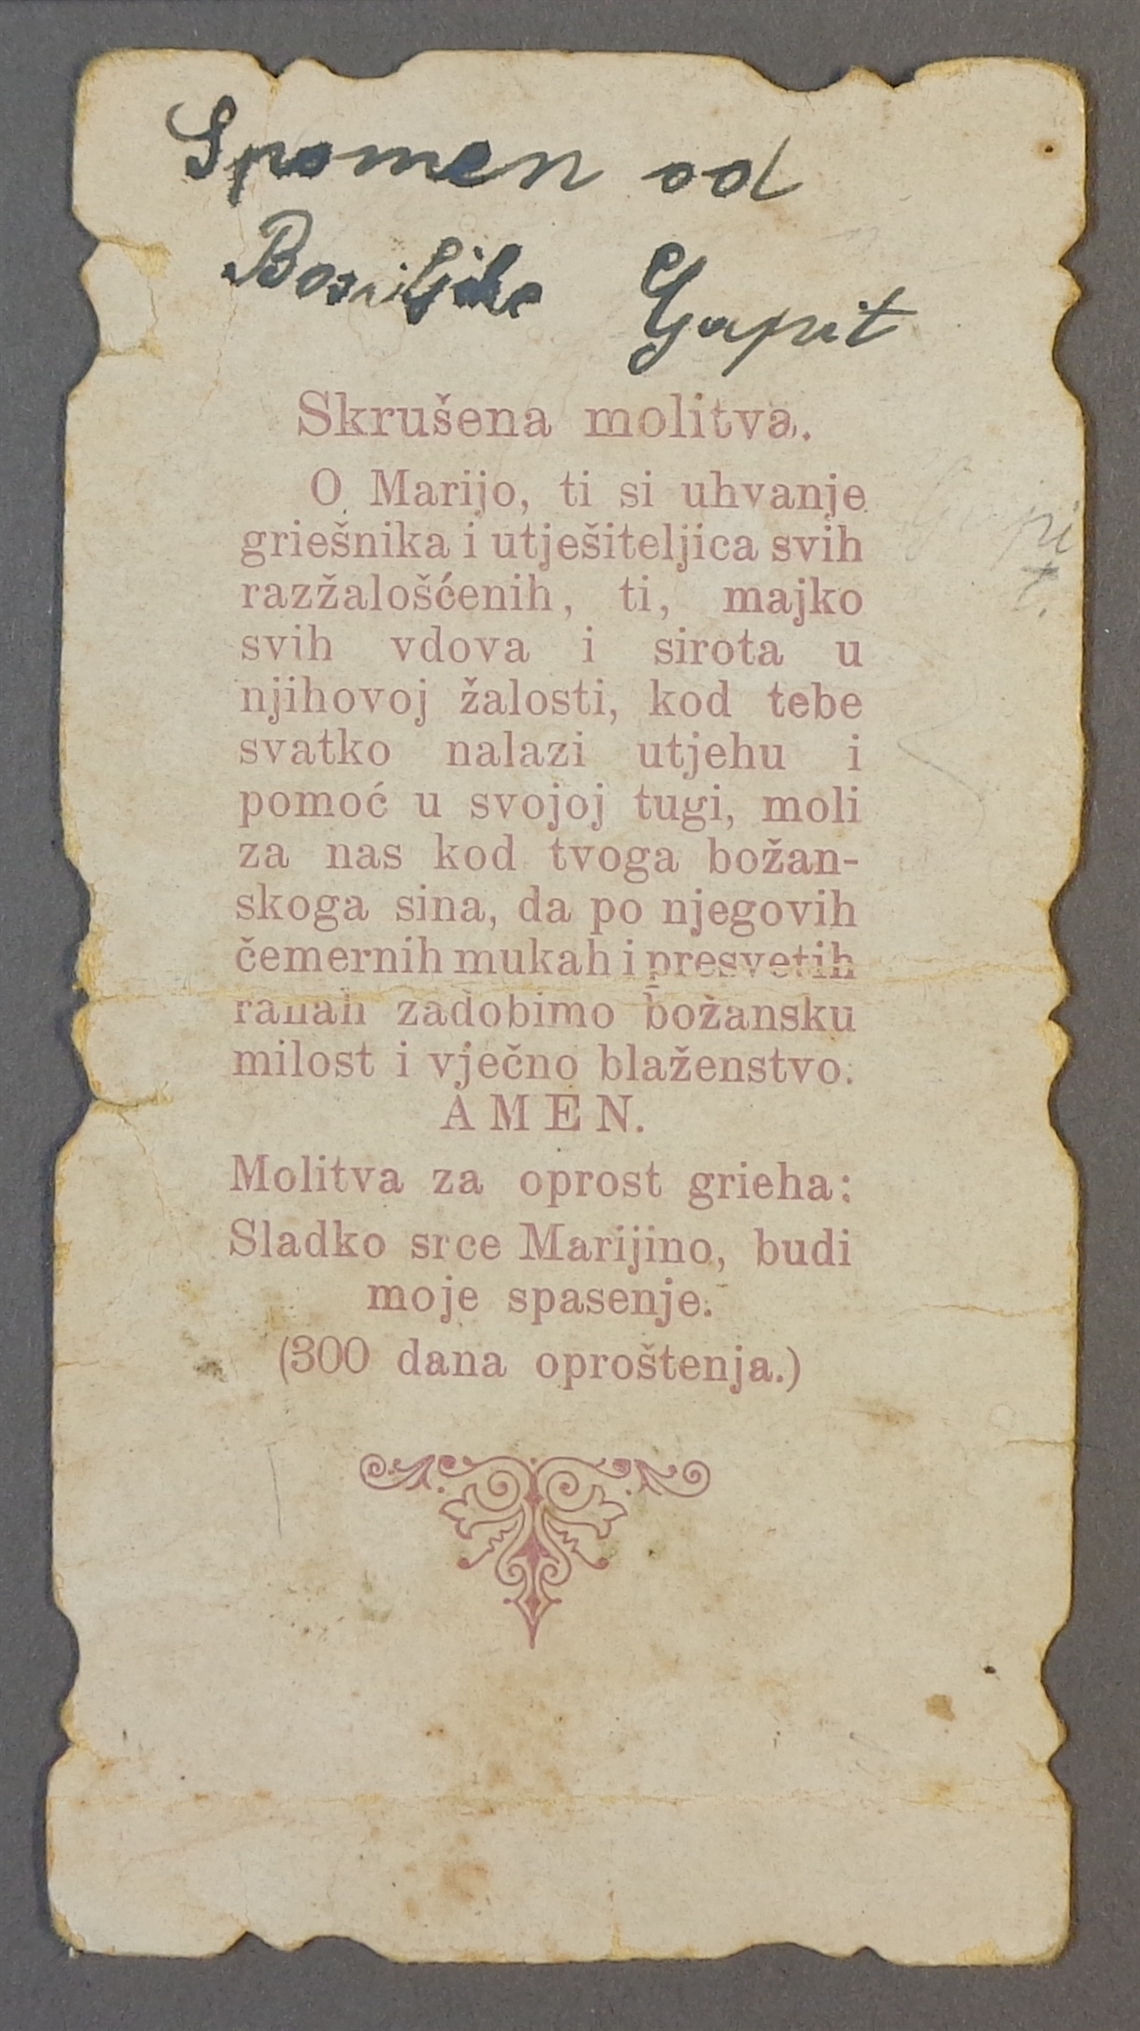 Spomen od
Bosiljke Gapit
Skrušena molitva.
O Marijo, ti si uhvanje
griešnika i utješiteljica svih
razžalošćenih, ti, majko
svih vdova i sirota u
njihovoj žalosti, kod tebe
svatko nalazi utjehu i
pomoć u svojoj tugi, moli
za nas kod tvoga božan-
skoga sina, da po njegovih
čemernih mukah i presvetih
ranah zadobimo božansku
milost i vječno blaženstvo.
AMEN.
Molitva za oprost grieha:
Sladko srce Marijino, budi
moje spasenje.
(300 dana oproštenja.)
Gapi
t.